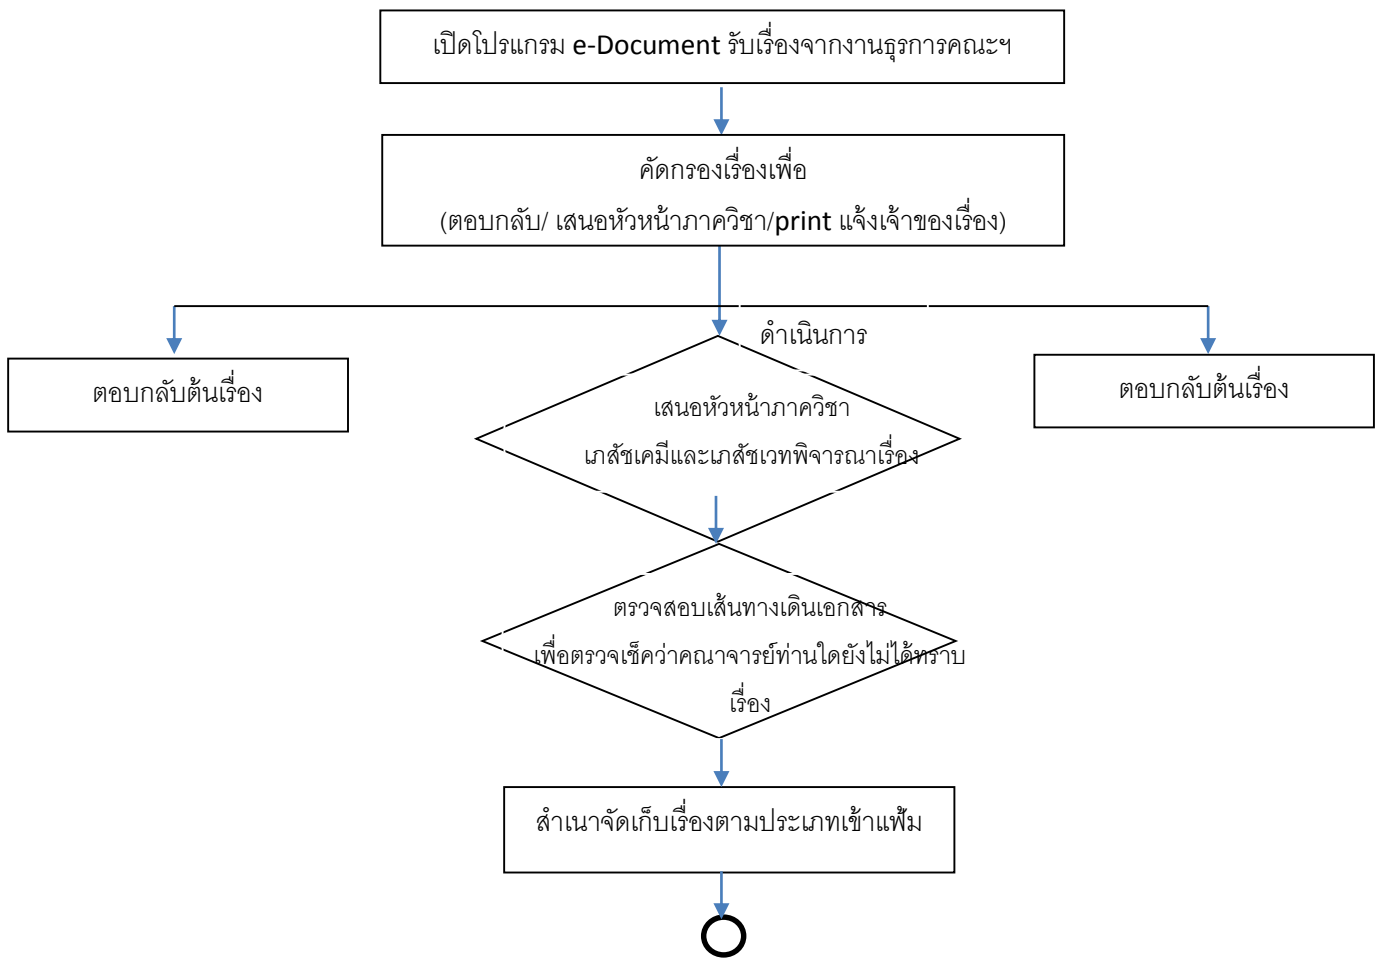 เปิดโปรแกรม e-Document รับเรื่องจากงานธุรการคณะฯ
คัดกรองเรื่องเพื่อ
(ตอบกลับ/ เสนอหัวหน้าภาควิชา/print แจ้งเจ้าของเรื่อง)
ดำเนินการ
ตอบกลับต้นเรื่อง
ตอบกลับต้นเรื่อง
เสนอหัวหน้าภาควิชา
เภสัชเคมีและเภสัชเวทพิจารณาเรื่อง
ตรวจสอบเส้นทางเดินเอกสาร
เพื่อตรวจเช็คว่าคณาจารย์ท่านใดยังไม่ได้ทราบ
เรื่อง
สำเนาจัดเก็บเรื่องตามประเภทเข้าแฟ้ม